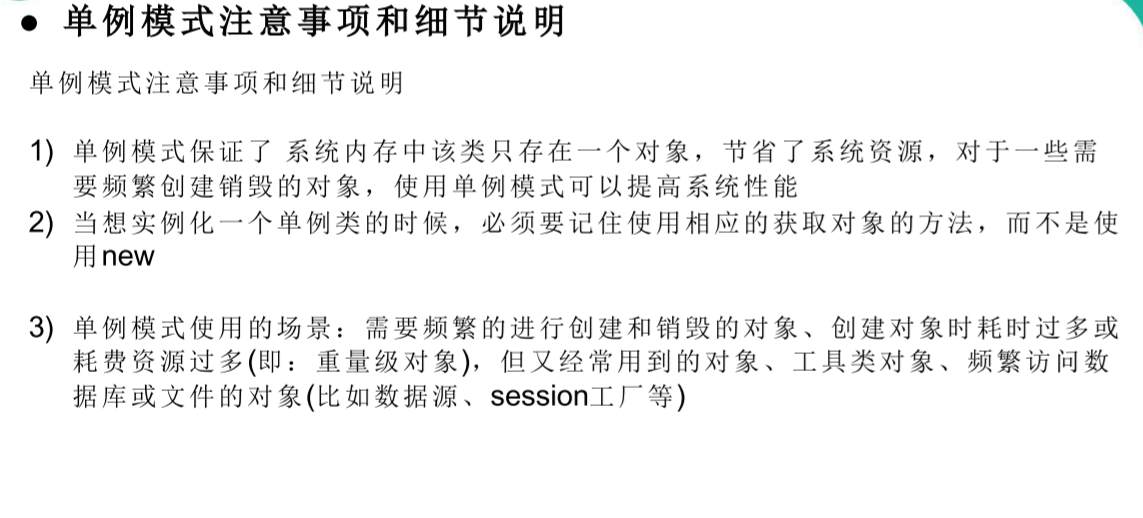 ● 单例模式注意事项和细节说明
单例模式注意事项和细节说明
1) 单例模式保证了 系统内存中该类只存在一个对象，节省了系统资源，对于一些需
要频繁创建销毁的对象，使用单例模式可以提高系统性能
2) 当想实例化一个单例类的时候，必须要记住使用相应的获取对象的方法，而不是使
用new
3) 单例模式使用的场景：需要频繁的进行创建和销毁的对象、创建对象时耗时过多或
耗费资源过多(即：重量级对象)，但又经常用到的对象、工具类对象、频繁访问数
据库或文件的对象(比如数据源、session工厂等)